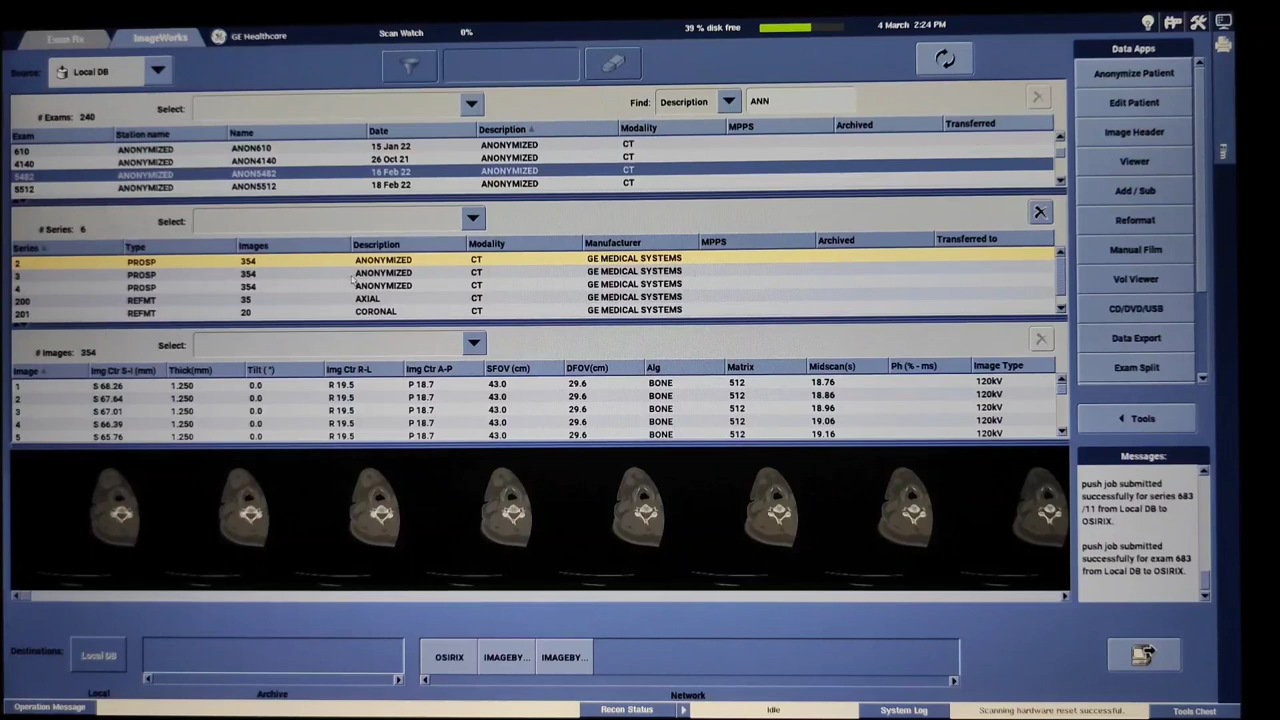 Exam Rx ImageWorks GE Healthcare Scan Watch 0% 39 % disk free 4 March 2:24 PM
Source: Local DB
# Exams: 240 Select: Find: Description ANN
Exam Station name Name Date Description Modality MPPS Archived Transferred
610 ANONYMIZED ANON610 15 Jan 22 ANONYMIZED CT
4140 ANONYMIZED ANON4140 26 Oct 21 ANONYMIZED CT
5482 ANONYMIZED ANON5482 16 Feb 22 ANONYMIZED CT
5512 ANONYMIZED ANON5512 18 Feb 22 ANONYMIZED CT
# Series: 6 Select:
Series Type Images Description Modality Manufacturer MPPS Archived Transferred to
2 PROSP 354 ANONYMIZED CT GE MEDICAL SYSTEMS
3 PROSP 354 ANONYMIZED CT GE MEDICAL SYSTEMS
4 PROSP 354 ANONYMIZED CT GE MEDICAL SYSTEMS
200 REFMT 35 AXIAL CT GE MEDICAL SYSTEMS
201 REFMT 20 CORONAL CT GE MEDICAL SYSTEMS
# Images: 354 Select:
Image Img Ctr S-I (mm) Thick(mm) Tilt (°) Img Ctr R-L Img Ctr A-P SFOV (cm) DFOV(cm) Alg Matrix Midscan(s) Ph (% - ms) Image Type
1 S 68.26 1.250 0.0 R 19.5 P 18.7 43.0 29.6 BONE 512 18.76 120kV
2 S 67.64 1.250 0.0 R 19.5 P 18.7 43.0 29.6 BONE 512 18.86 120kV
3 S 67.01 1.250 0.0 R 19.5 P 18.7 43.0 29.6 BONE 512 18.96 120kV
4 S 66.39 1.250 0.0 R 19.5 P 18.7 43.0 29.6 BONE 512 19.06 120kV
5 S 65.76 1.250 0.0 R 19.5 P 18.7 43.0 29.6 BONE 512 19.16 120kV
Data Apps
Anonymize Patient
Edit Patient
Image Header
Viewer
Add / Sub
Reformat
Manual Film
Vol Viewer
CD/DVD/USB
Data Export
Exam Split
Tools
Film
Messages:
push job submitted
successfully for series 683
/11 from Local DB to
OSIRIX.
push job submitted
successfully for exam 683
from Local DB to OSIRIX.
Destinations: Local DB OSIRIX IMAGEBY... IMAGEBY...
Local Archive Network
Operation Message Recon Status Idle System Log Scanning hardware reset successful. Tools Chest